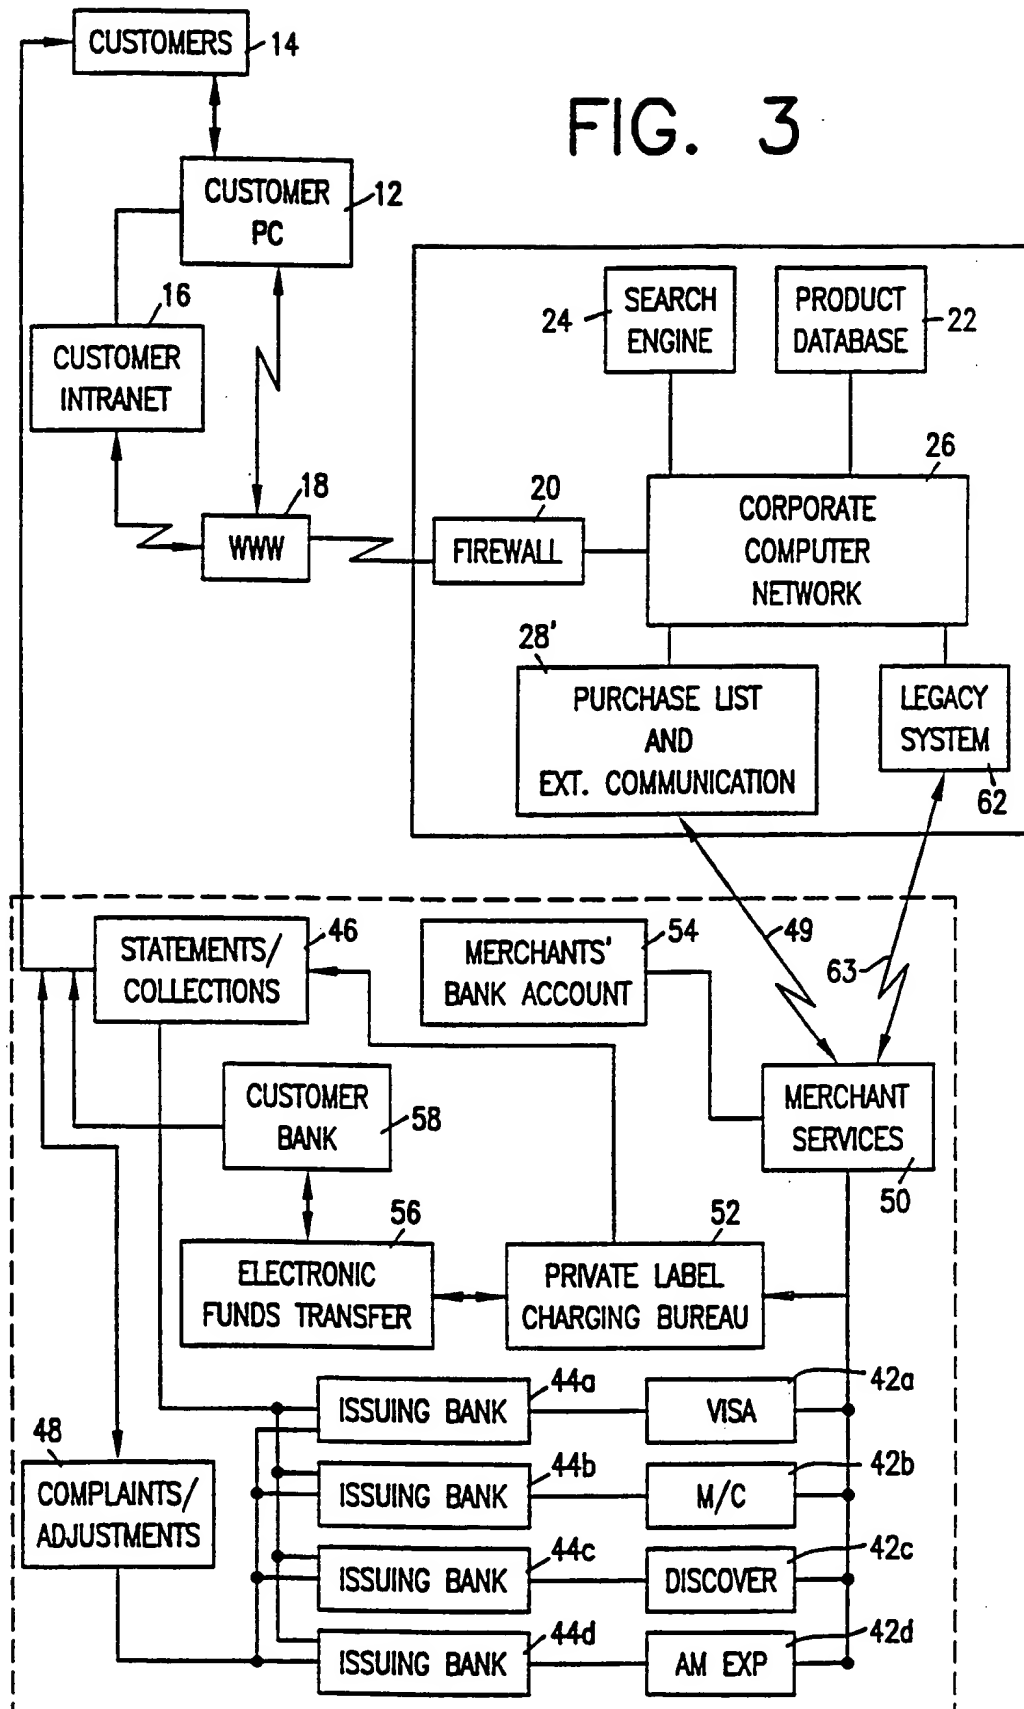 CUSTOMERS
14
FIG. 3
CUSTOMER
PC
12
16
CUSTOMER
INTRANET
24
SEARCH
ENGINE
PRODUCT
DATABASE
22
18
WWW
20
FIREWALL
26
CORPORATE
COMPUTER
NETWORK
28'
PURCHASE LIST
AND
EXT. COMMUNICATION
LEGACY
SYSTEM
62
STATEMENTS/
COLLECTIONS
46
MERCHANTS'
BANK ACCOUNT
54
49
63
CUSTOMER
BANK
58
MERCHANT
SERVICES
50
56
ELECTRONIC
FUNDS TRANSFER
52
PRIVATE LABEL
CHARGING BUREAU
ISSUING BANK
44a
VISA
42a
48
COMPLAINTS/
ADJUSTMENTS
ISSUING BANK
44b
M/C
42b
ISSUING BANK
44c
DISCOVER
42c
ISSUING BANK
44d
AM EXP
42d